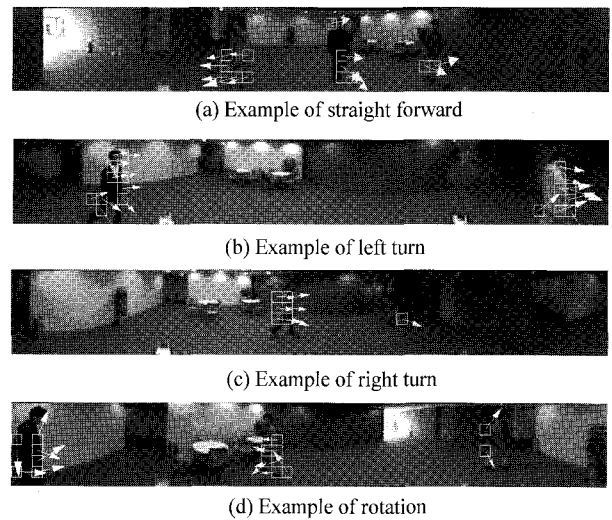 (a) Example of straight forward
(b) Example of left turn
(c) Example of right turn
(d) Example of rotation